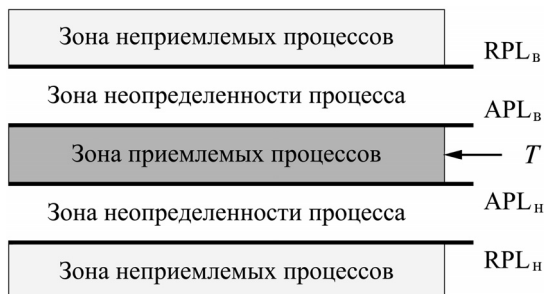 Зона неприемлемых процессов
RPLв
Зона неопределенности процесса
APLв
Зона приемлемых процессов
T
APLн
Зона неопределенности процесса
RPLн
Зона неприемлемых процессов